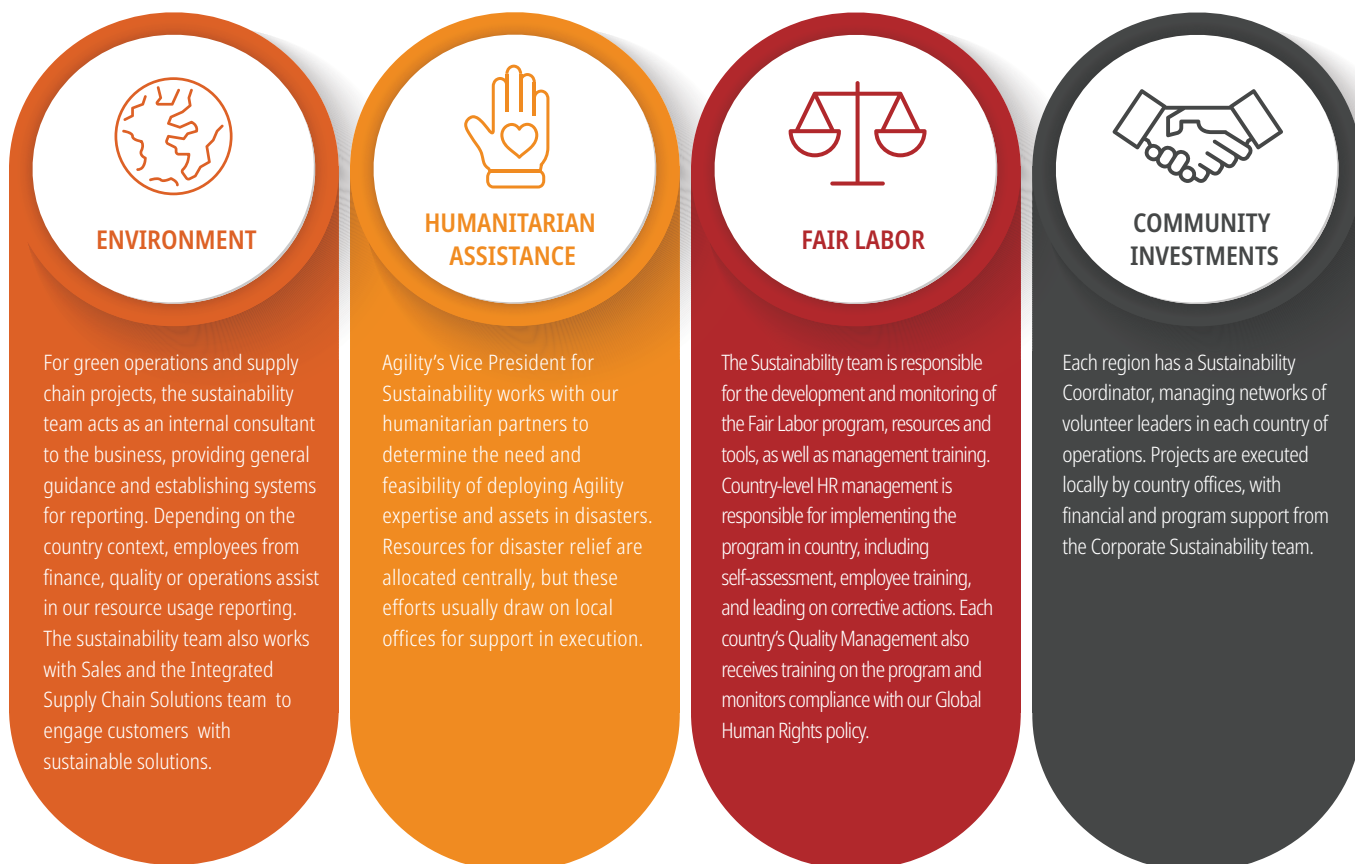 ENVIRONMENT
For green operations and supply
chain projects, the sustainability
team acts as an internal consultant
to the business, providing general
guidance and establishing systems
for reporting. Depending on the
country context, employees from
finance, quality or operations assist
in our resource usage reporting.
The sustainability team also works
with Sales and the Integrated
Supply Chain Solutions team to
engage customers with
sustainable solutions.
HUMANITARIAN
ASSISTANCE
Agility's Vice President for
Sustainability works with our
humanitarian partners to
determine the need and
feasibility of deploying Agility
expertise and assets in disasters.
Resources for disaster relief are
allocated centrally, but these
efforts usually draw on local
offices for support in execution.
FAIR LABOR
The Sustainability team is responsible
for the development and monitoring of
the Fair Labor program, resources and
tools, as well as management training.
Country-level HR management is
responsible for implementing the
program in country, including
self-assessment, employee training,
and leading on corrective actions. Each
country's Quality Management also
receives training on the program and
monitors compliance with our Global
Human Rights policy.
COMMUNITY
INVESTMENTS
Each region has a Sustainability
Coordinator, managing networks of
volunteer leaders in each country of
operations. Projects are executed
locally by country offices, with
financial and program support from
the Corporate Sustainability team.